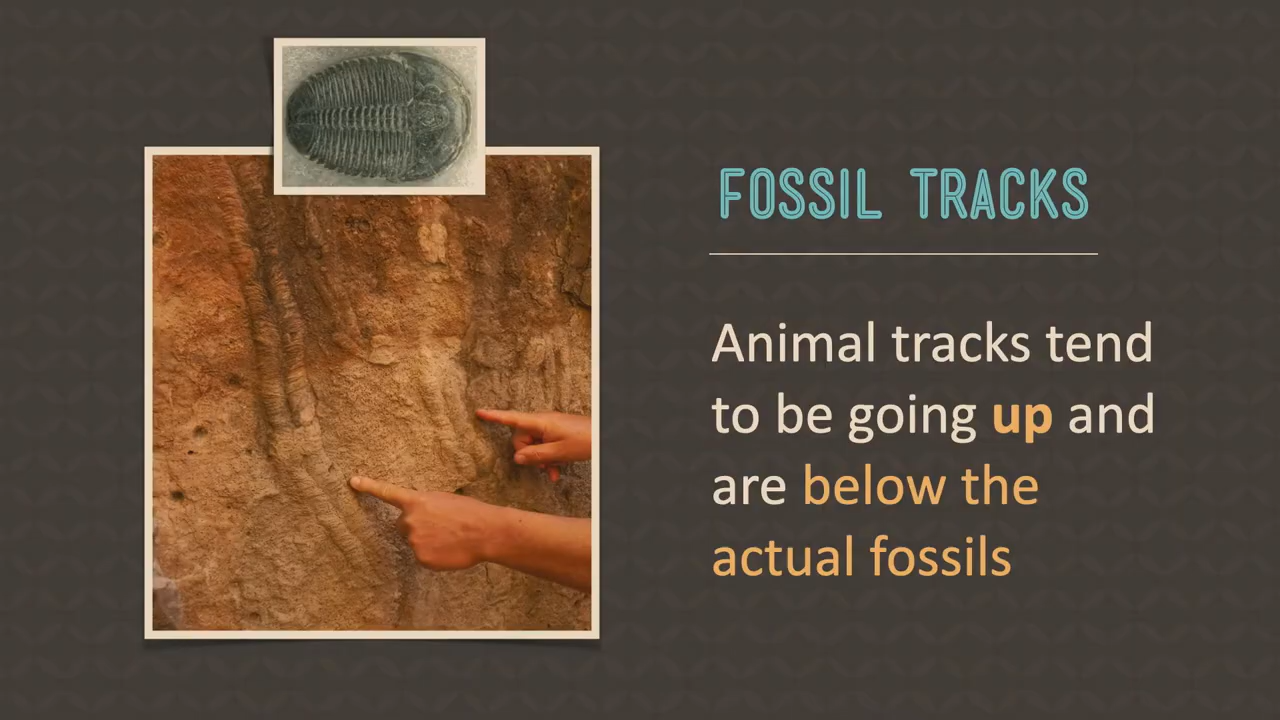 FOSSIL TRACKS
Animal tracks tend
to be going up and
are below the
actual fossils